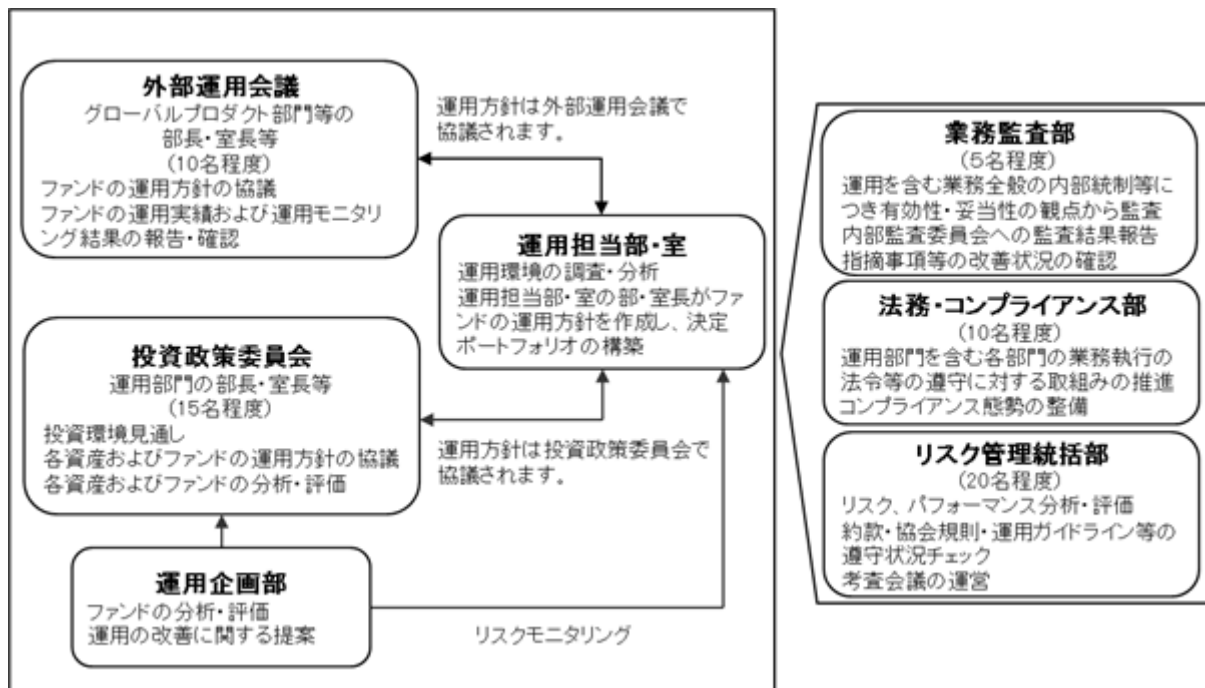 外部運用会議
グローバルプロダクト部門等の
部長・室長等
(10名程度)
ファンドの運用方針の協議
ファンドの運用実績および運用モニタリ
ング結果の報告・確認
運用方針は外部運用会議で
協議されます。
運用担当部・室
運用環境の調査・分析
運用担当部・室の部・室長がファ
ンドの運用方針を作成し、決定
ポートフォリオの構築
投資政策委員会
運用部門の部長・室長等
(15名程度)
投資環境見通し
各資産およびファンドの運用方針の協議
各資産およびファンドの分析・評価
運用方針は投資政策委員会で
協議されます。
運用企画部
ファンドの分析・評価
運用の改善に関する提案
リスクモニタリング
業務監査部
(5名程度)
運用を含む業務全般の内部統制等に
つき有効性・妥当性の観点から監査
内部監査委員会への監査結果報告
指摘事項等の改善状況の確認
法務・コンプライアンス部
(10名程度)
運用部門を含む各部門の業務執行の
法令等の遵守に対する取組みの推進
コンプライアンス態勢の整備
リスク管理統括部
(20名程度)
リスク、パフォーマンス分析・評価
約款・協会規則・運用ガイドライン等の
遵守状況チェック
考査会議の運営